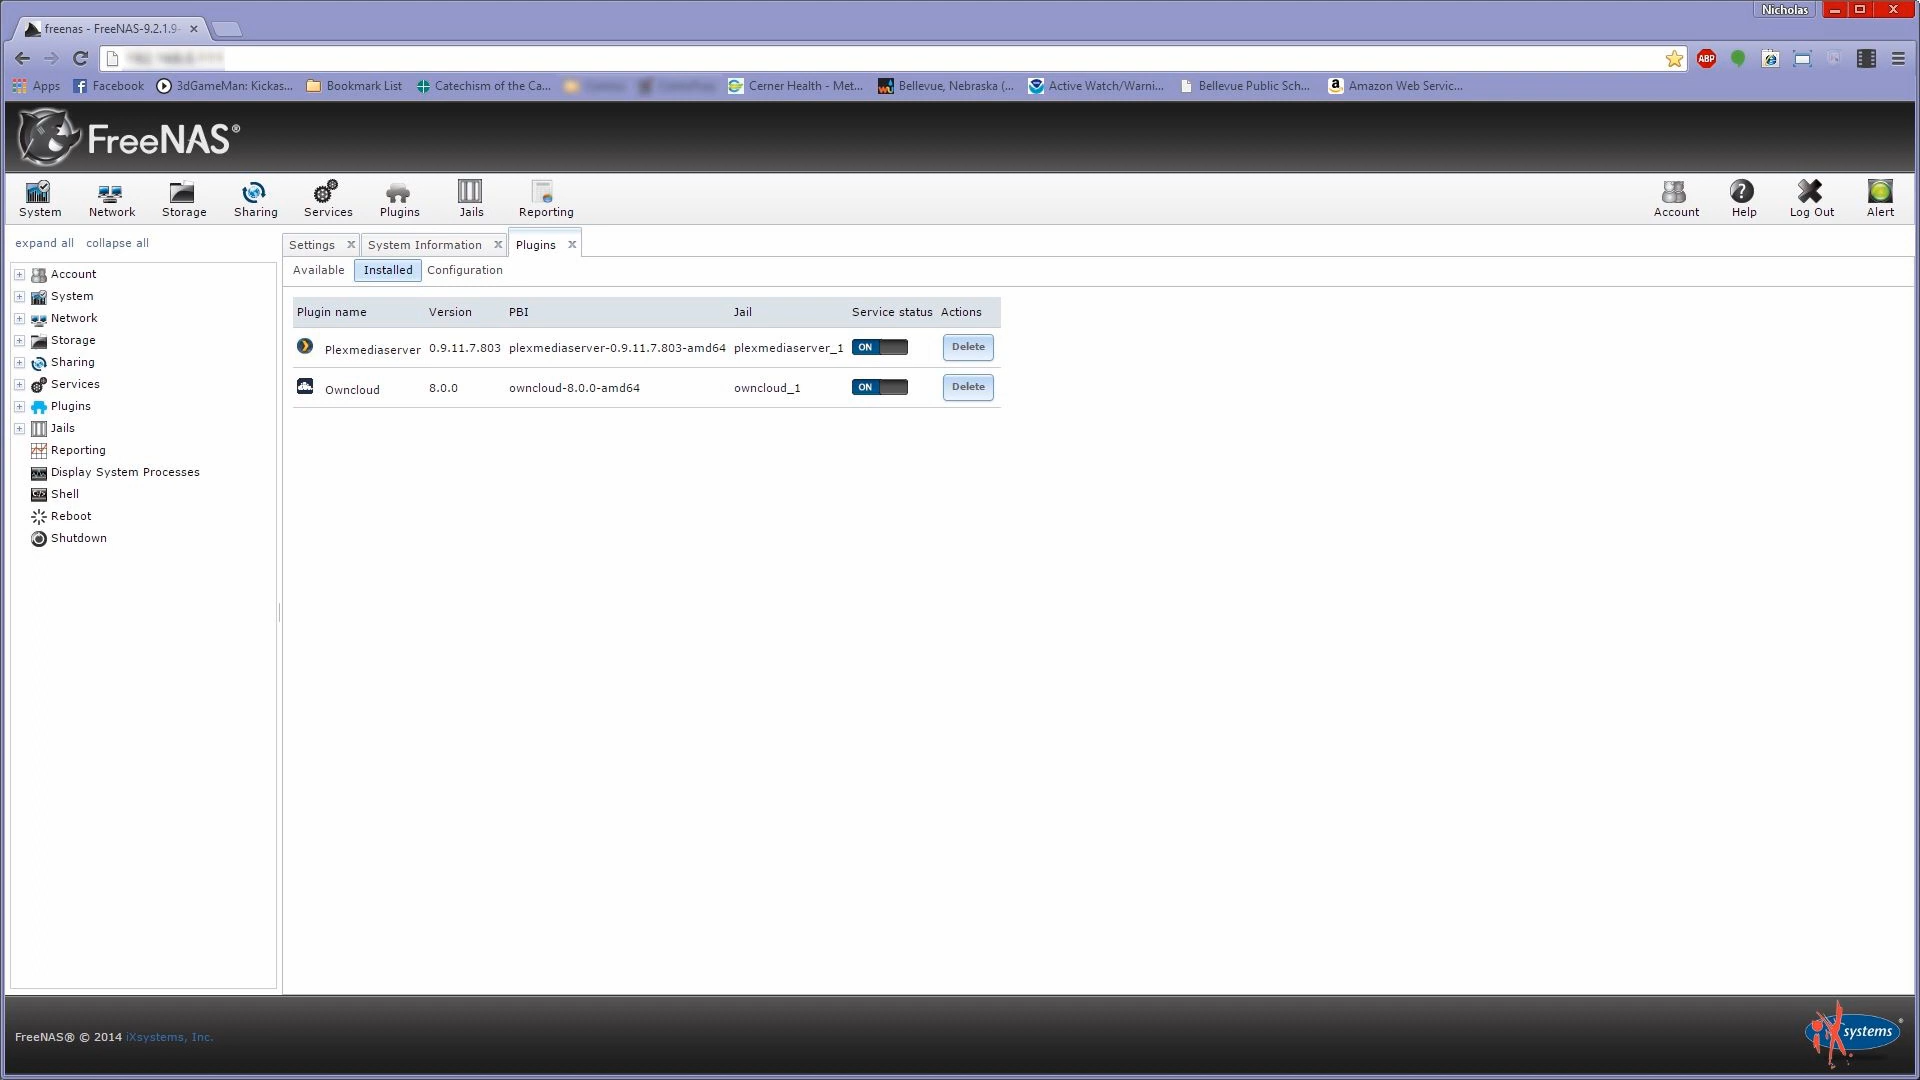 Nicholas
freenas - FreeNAS-9.2.1.9-
ABP
Apps Facebook 3dGameMan: Kickas... Bookmark List Catechism of the Ca... Cerner Health - Met... Bellevue, Nebraska (... Active Watch/Warni... Bellevue Public Sch... Amazon Web Servic...
FreeNAS®
System Network Storage Sharing Services Plugins Jails Reporting Account Help Log Out Alert
expand all collapse all
Settings System Information Plugins
Available Installed Configuration
Account
System
Network
Storage
Sharing
Services
Plugins
Jails
Reporting
Display System Processes
Shell
Reboot
Shutdown
Plugin name Version PBI Jail Service status Actions
Plexmediaserver 0.9.11.7.803 plexmediaserver-0.9.11.7.803-amd64 plexmediaserver_1 ON Delete
Owncloud 8.0.0 owncloud-8.0.0-amd64 owncloud_1 ON Delete
FreeNAS® © 2014 iXsystems, Inc.
iXsystems®